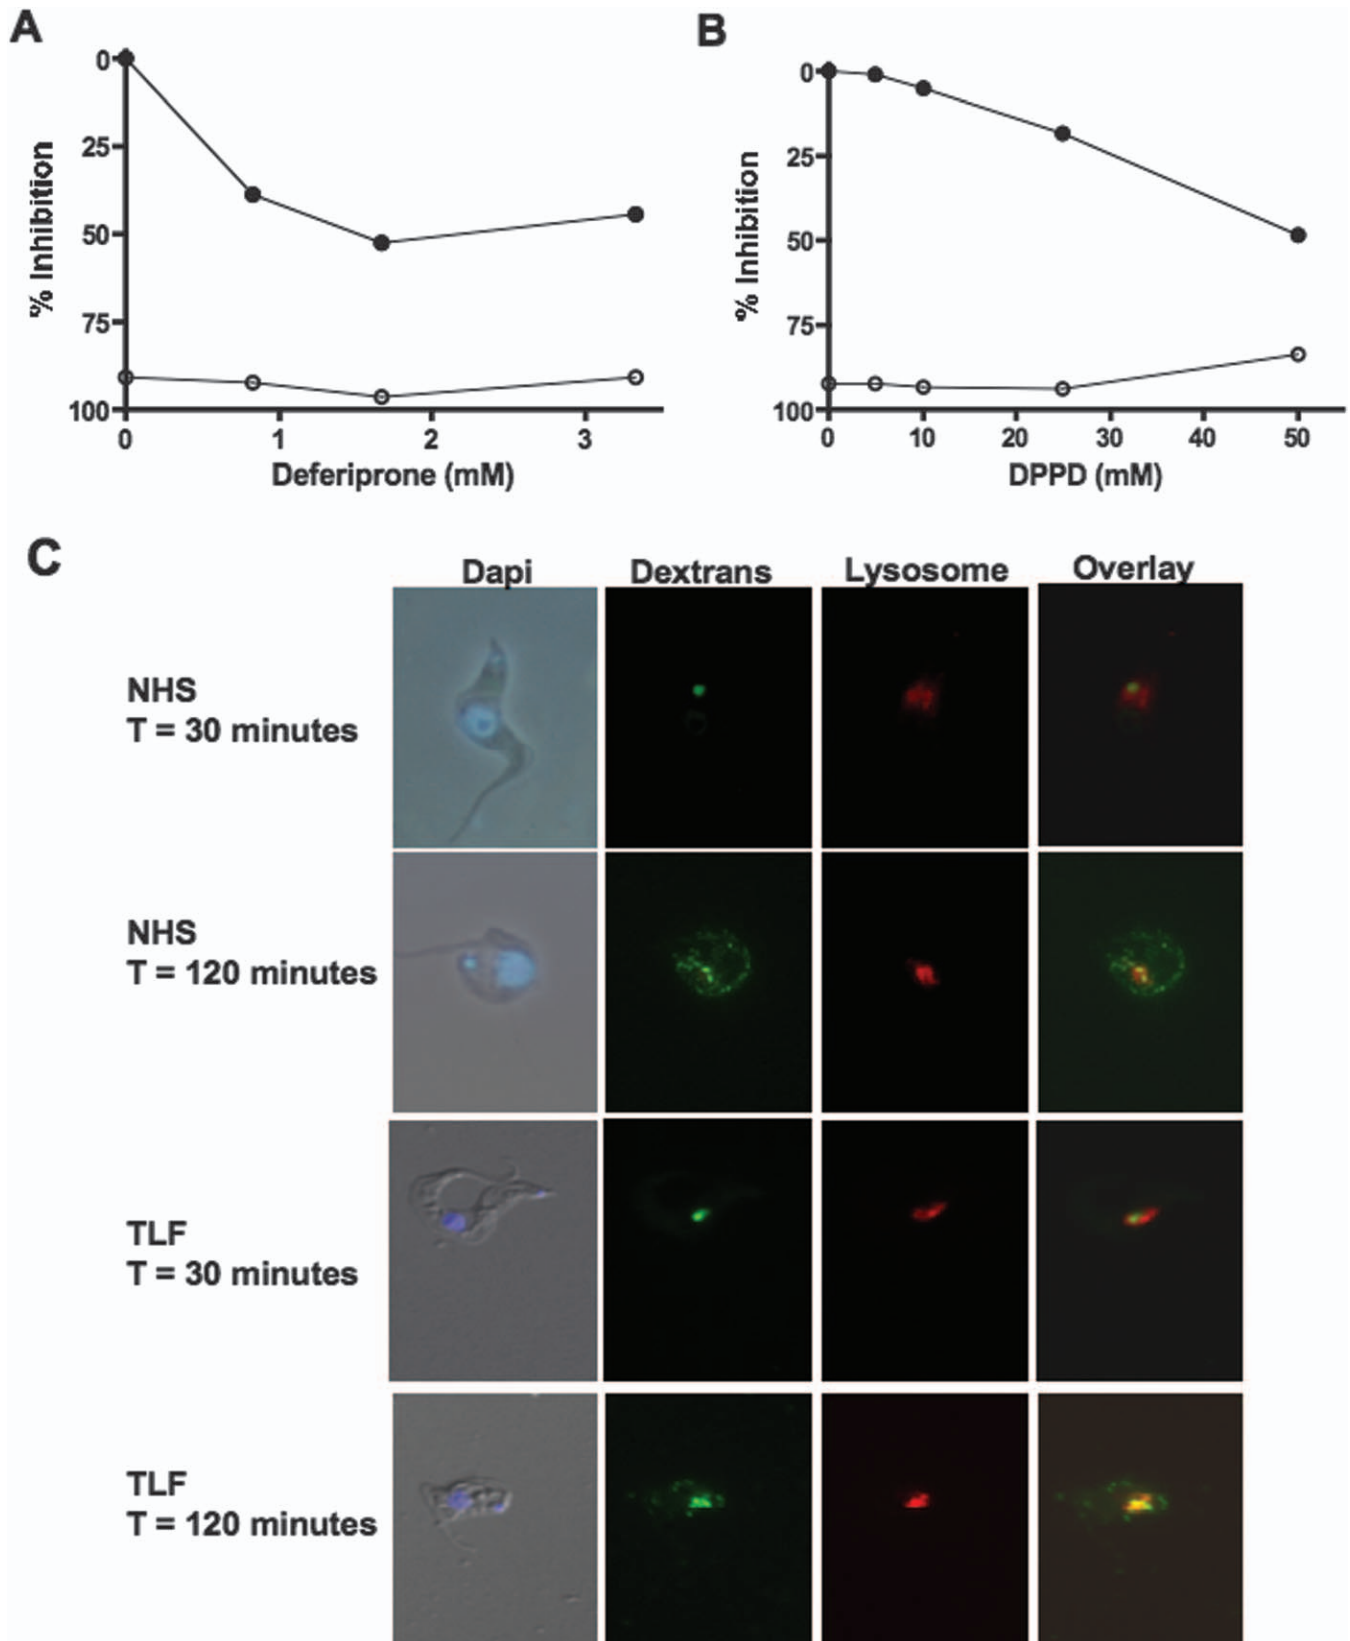 A
B
0
25
50
75
100
% Inhibition
0 1 2 3
Deferiprone (mM)
0
25
50
75
100
% Inhibition
0 10 20 30 40 50
DPPD (mM)
C
Dapi Dextrans Lysosome Overlay
NHS
T = 30 minutes
NHS
T = 120 minutes
TLF
T = 30 minutes
TLF
T = 120 minutes